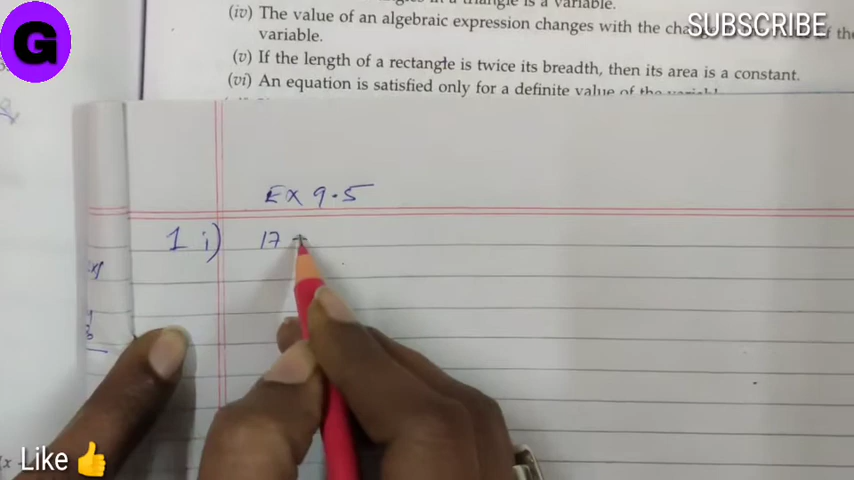 (iv) The value of an algebraic expression changes with the
variable.
(v) If the length of a rectangle is twice its breadth, then its area is a constant.
(vi) An equation is satisfied only for a definite value of the
SUBSCRIBE
G
Ex 9.5
1 i) 17
Like 👍